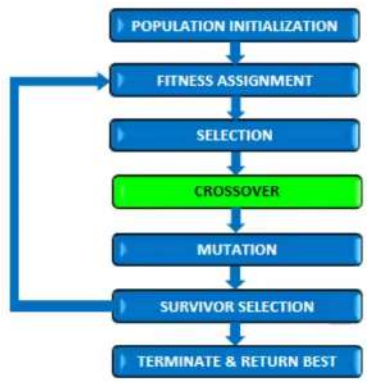 POPULATION INITIALIZATION
FITNESS ASSIGNMENT
SELECTION
CROSSOVER
MUTATION
SURVIVOR SELECTION
TERMINATE & RETURN BEST